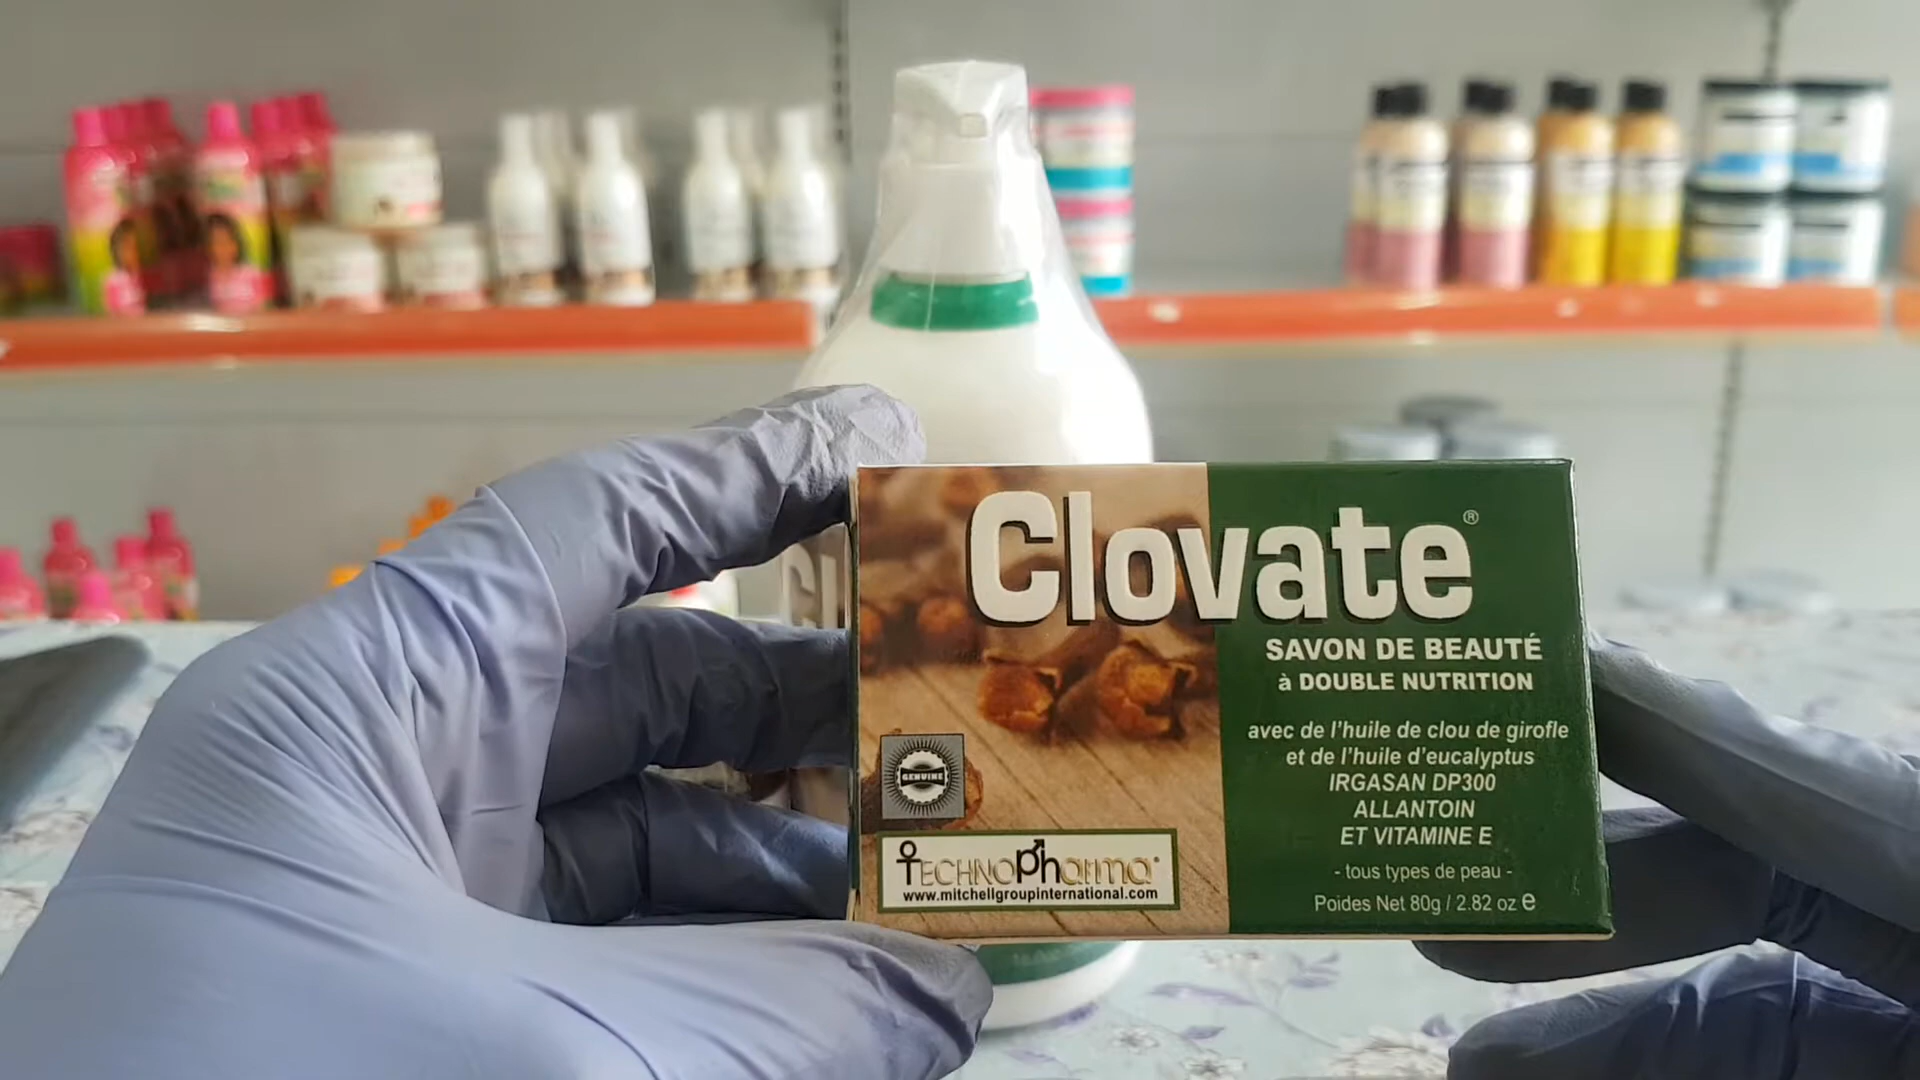 Clovate®
SAVON DE BEAUTÉ
à DOUBLE NUTRITION
avec de l'huile de clou de girofle
et de l'huile d'eucalyptus
IRGASAN DP300
ALLANTOIN
ET VITAMINE E
- tous types de peau -
Poides Net 80g / 2.82 oz e
GENUINE
TECHNOPharma
www.mitchellgroupinternational.com